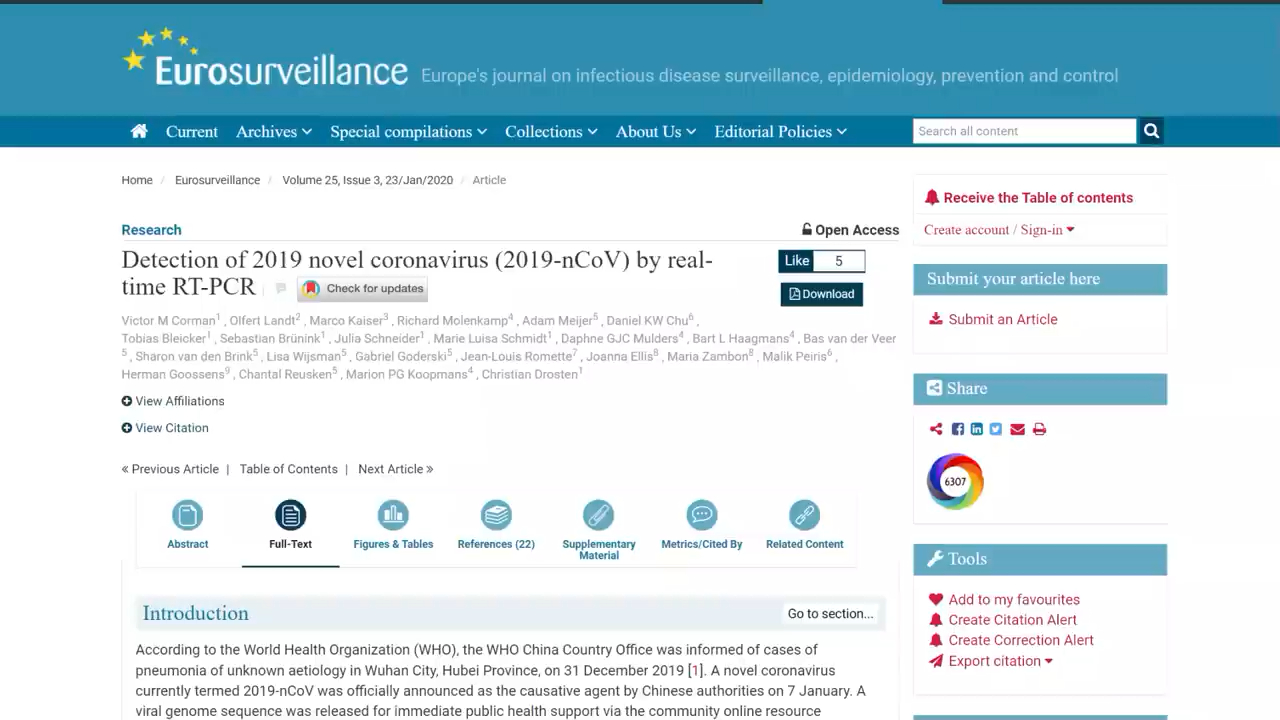 Eurosurveillance Europe's journal on infectious disease surveillance, epidemiology, prevention and control
Current Archives Special compilations Collections About Us Editorial Policies Search all content
Home / Eurosurveillance / Volume 25, Issue 3, 23/Jan/2020 / Article
Research Open Access
Detection of 2019 novel coronavirus (2019-nCoV) by real-
time RT-PCR Check for updates
Like 5
Download
Victor M Corman1 , Olfert Landt2 , Marco Kaiser3 , Richard Molenkamp4 , Adam Meijer5 , Daniel KW Chu6 ,
Tobias Bleicker1 , Sebastian Brünink1 , Julia Schneider1 , Marie Luisa Schmidt1 , Daphne GJC Mulders4 , Bart L Haagmans4 , Bas van der Veer
5 , Sharon van den Brink5 , Lisa Wijsman5 , Gabriel Goderski5 , Jean-Louis Romette7 , Joanna Ellis8 , Maria Zambon8 , Malik Peiris6 ,
Herman Goossens9 , Chantal Reusken5 , Marion PG Koopmans4 , Christian Drosten1
View Affiliations
View Citation
« Previous Article | Table of Contents | Next Article »
Abstract Full-Text Figures & Tables References (22) Supplementary Material Metrics/Cited By Related Content
Introduction Go to section...
According to the World Health Organization (WHO), the WHO China Country Office was informed of cases of
pneumonia of unknown aetiology in Wuhan City, Hubei Province, on 31 December 2019 [1]. A novel coronavirus
currently termed 2019-nCoV was officially announced as the causative agent by Chinese authorities on 7 January. A
viral genome sequence was released for immediate public health support via the community online resource
Receive the Table of contents
Create account / Sign-in
Submit your article here
Submit an Article
Share
6307
Tools
Add to my favourites
Create Citation Alert
Create Correction Alert
Export citation